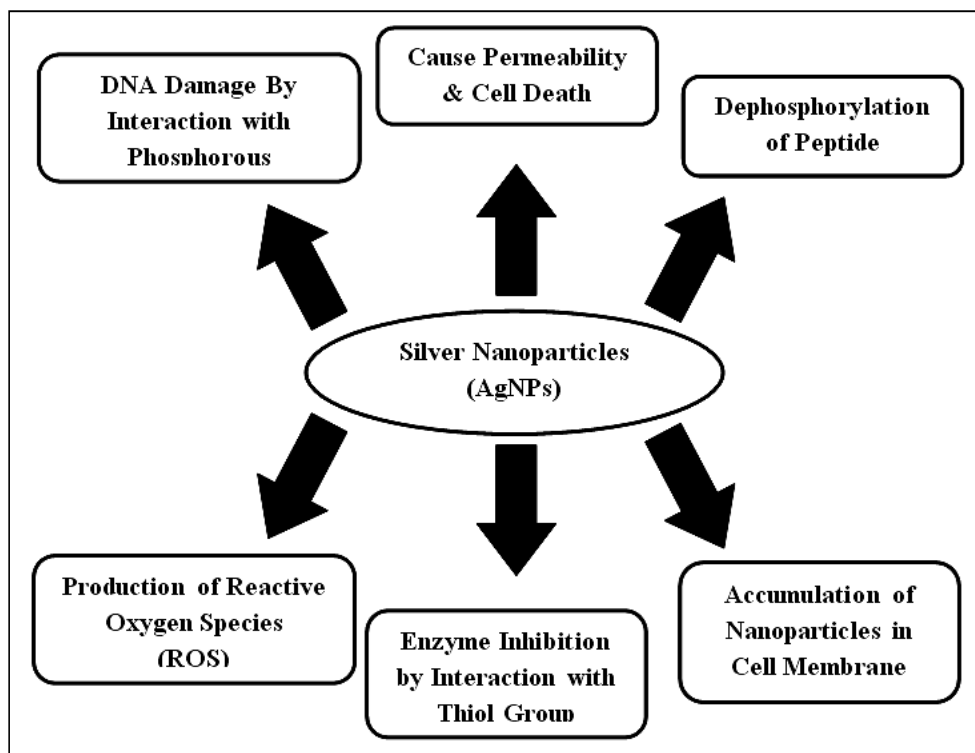 DNA Damage By
Interaction with
Phosphorous
Cause Permeability
& Cell Death
Dephosphorylation
of Peptide
Silver Nanoparticles
(AgNPs)
Production of Reactive
Oxygen Species
(ROS)
Enzyme Inhibition
by Interaction with
Thiol Group
Accumulation of
Nanoparticles in
Cell Membrane